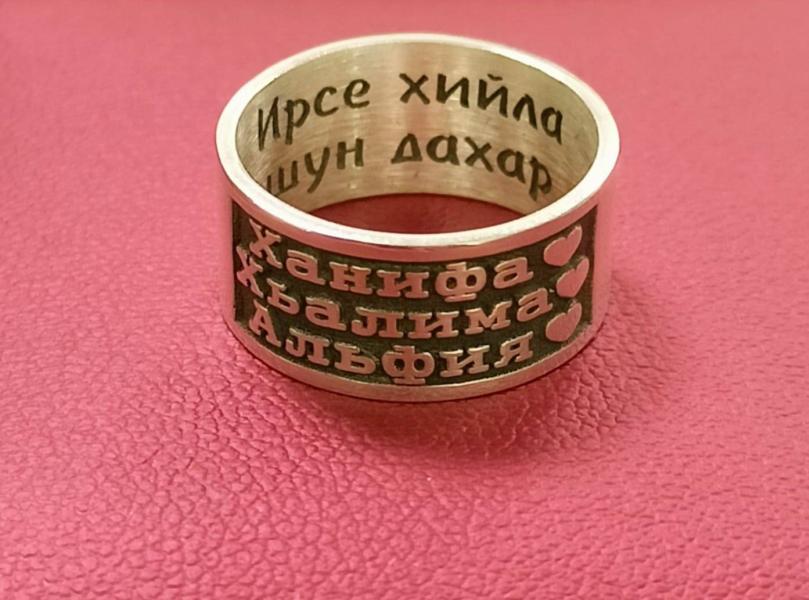 Ирсе хийла
шун дахар
Ханифа
Хьалима
Альфия